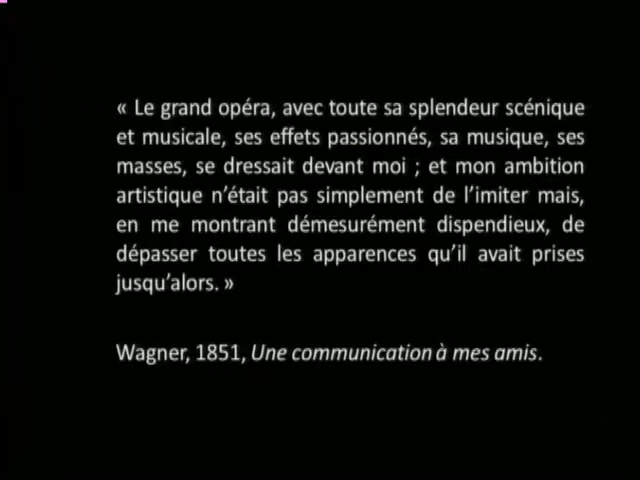 « Le grand opéra, avec toute sa splendeur scénique
et musicale, ses effets passionnés, sa musique, ses
masses, se dressait devant moi ; et mon ambition
artistique n’était pas simplement de l’imiter mais,
en me montrant démesurément dispendieux, de
dépasser toutes les apparences qu’il avait prises
jusqu’alors. »
Wagner, 1851, Une communication à mes amis.